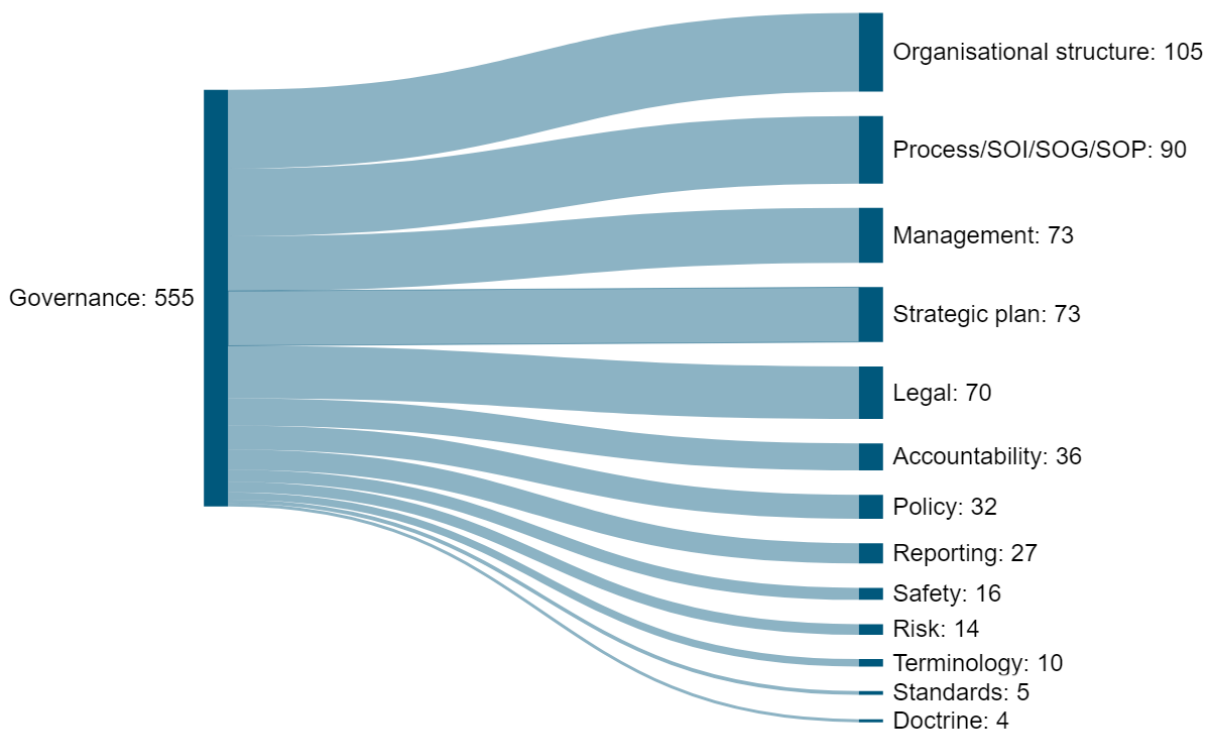 Organisational structure: 105
Process/SOI/SOG/SOP: 90
Management: 73
Governance: 555
Strategic plan: 73
Legal: 70
Accountability: 36
Policy: 32
Reporting: 27
Safety: 16
Risk: 14
Terminology: 10
Standards: 5
Doctrine: 4